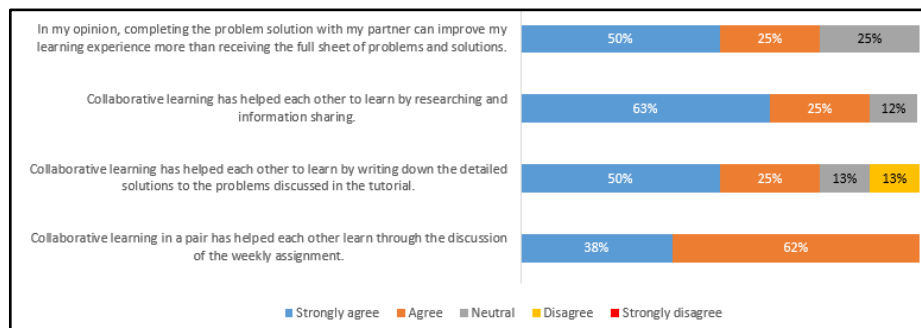 In my opinion, completing the problem solution with my partner can improve my
learning experience more than receiving the full sheet of problems and solutions.
50% 25% 25%
Collaborative learning has helped each other to learn by researching and
information sharing.
63% 25% 12%
Collaborative learning has helped each other to learn by writing down the detailed
solutions to the problems discussed in the tutorial.
50% 25% 13% 13%
Collaborative learning in a pair has helped each other learn through the discussion
of the weekly assignment.
38% 62%
Strongly agree Agree Neutral Disagree Strongly disagree